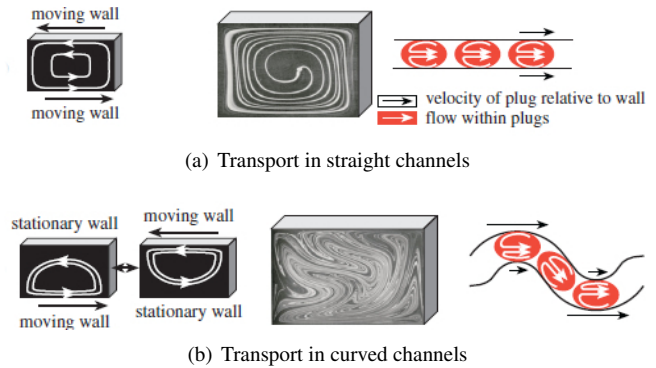 moving wall
moving wall
velocity of plug relative to wall
flow within plugs
(a) Transport in straight channels
stationary wall
moving wall
moving wall
stationary wall
(b) Transport in curved channels